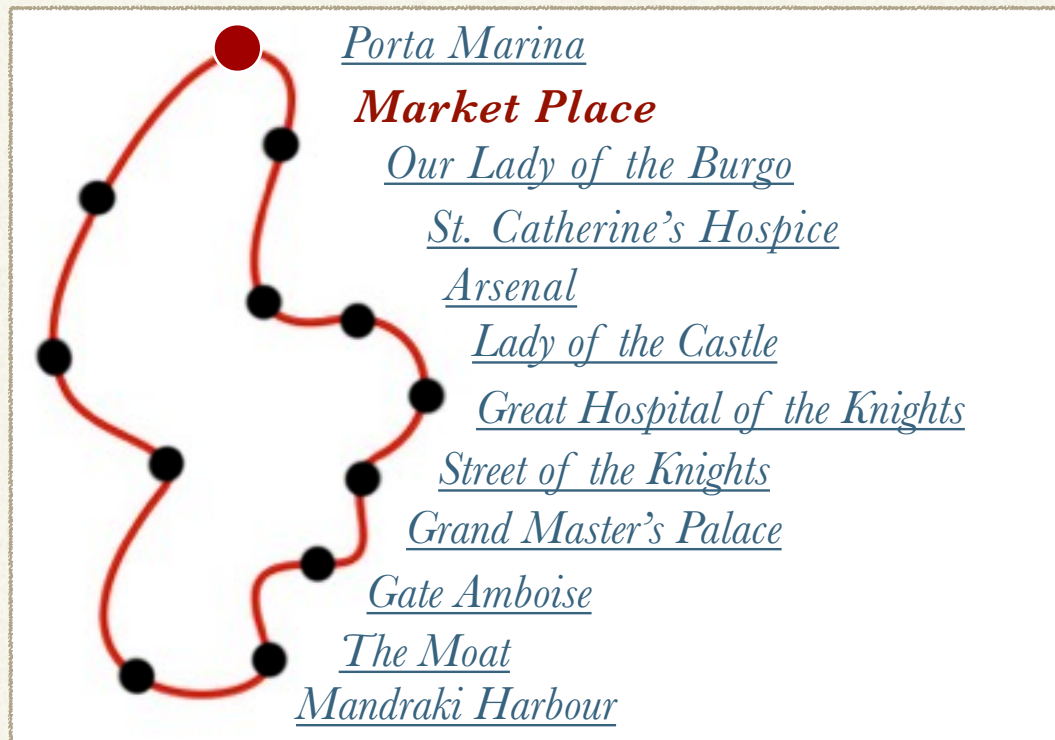 Porta Marina
Market Place
Our Lady of the Burgo
St. Catherine’s Hospice
Arsenal
Lady of the Castle
Great Hospital of the Knights
Street of the Knights
Grand Master’s Palace
Gate Amboise
The Moat
Mandraki Harbour